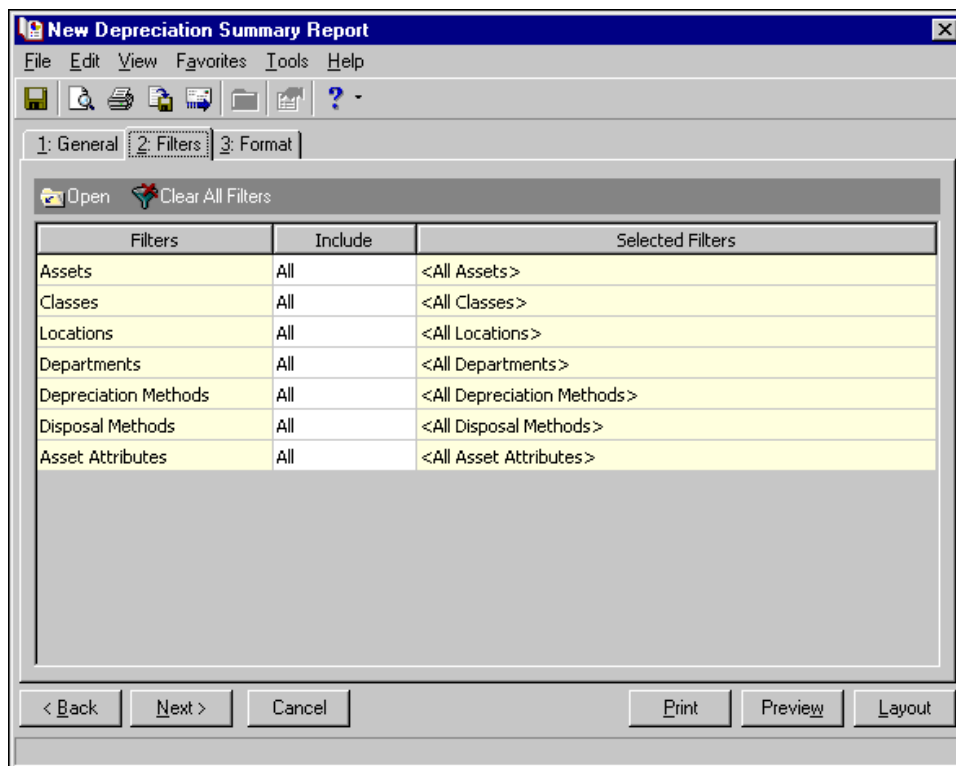 New Depreciation Summary Report
File Edit View Favorites Tools Help
?
1: General 2: Filters 3: Format
Open Clear All Filters
Filters Include Selected Filters
Assets All <All Assets>
Classes All <All Classes>
Locations All <All Locations>
Departments All <All Departments>
Depreciation Methods All <All Depreciation Methods>
Disposal Methods All <All Disposal Methods>
Asset Attributes All <All Asset Attributes>
< Back Next > Cancel Print Preview Layout